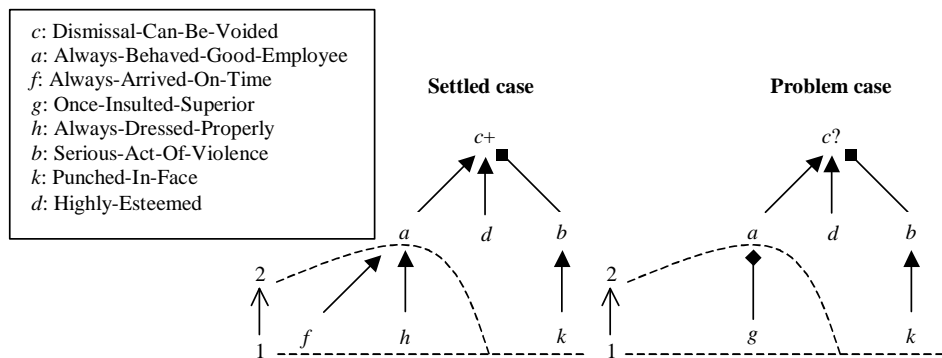 c: Dismissal-Can-Be-Voided
a: Always-Behaved-Good-Employee
f: Always-Arrived-On-Time
g: Once-Insulted-Superior
h: Always-Dressed-Properly
b: Serious-Act-Of-Violence
k: Punched-In-Face
d: Highly-Esteemed
Settled case
c+
a d b
2
1 f h k
Problem case
c?
a d b
2
1 g k